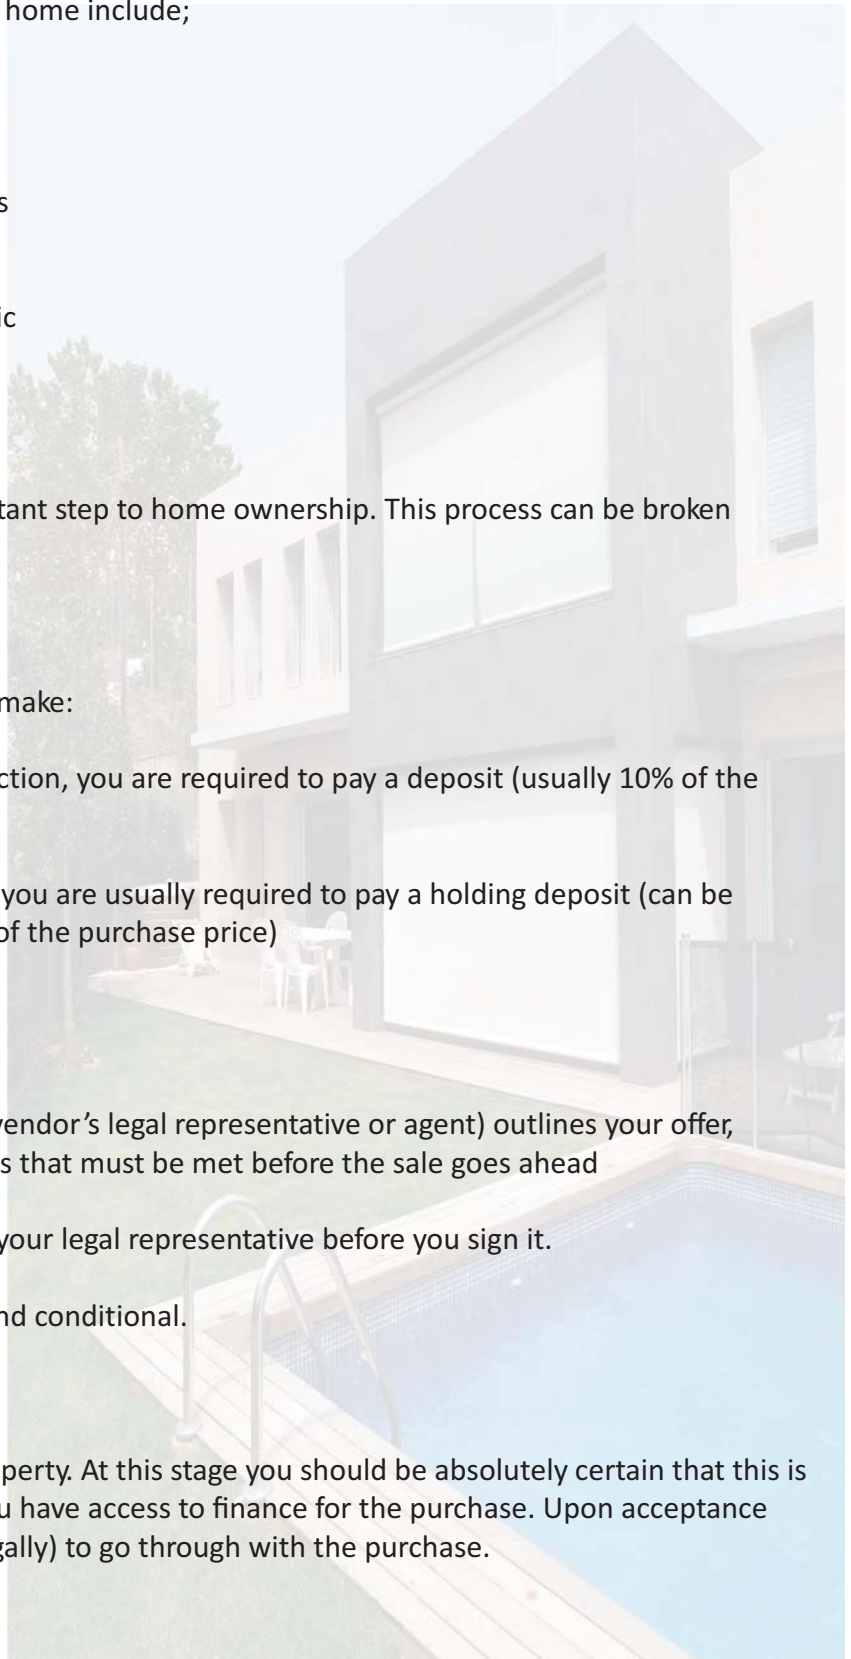 home include;
s
ic
tant step to home ownership. This process can be broken
make:
ction, you are required to pay a deposit (usually 10% of the
you are usually required to pay a holding deposit (can be
of the purchase price)
vendor’s legal representative or agent) outlines your offer,
s that must be met before the sale goes ahead
your legal representative before you sign it.
nd conditional.
perty. At this stage you should be absolutely certain that this is
u have access to finance for the purchase. Upon acceptance
gally) to go through with the purchase.